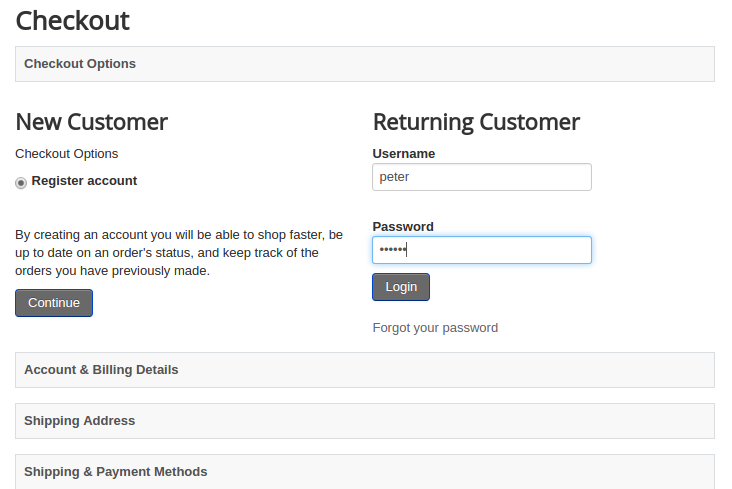 Checkout
Checkout Options
New Customer
Checkout Options
Register account
By creating an account you will be able to shop faster, be
up to date on an order's status, and keep track of the
orders you have previously made.
Continue
Returning Customer
Username
peter
Password
••••••
Login
Forgot your password
Account & Billing Details
Shipping Address
Shipping & Payment Methods